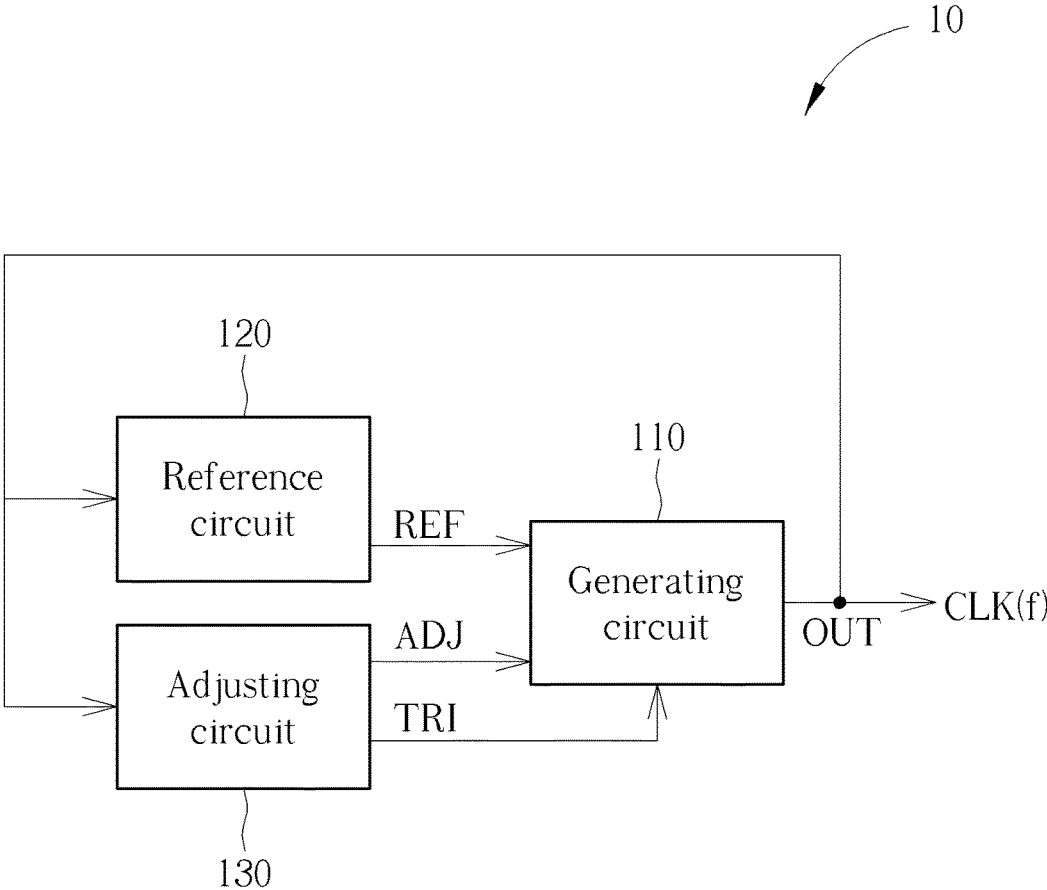 10
120
Reference
circuit
REF
110
Generating
circuit
OUT
CLK(f)
ADJ
Adjusting
circuit
TRI
130